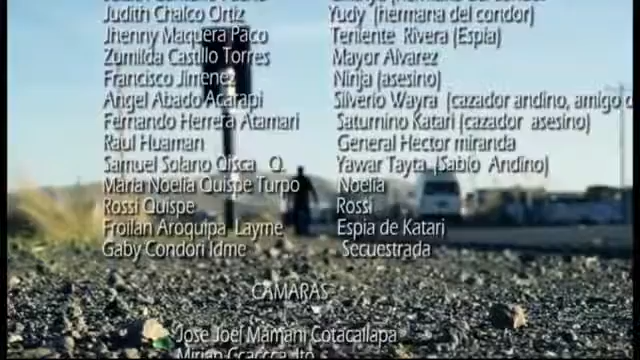 Judith Chalco Ortiz Yudy (hermana del condor)
Jhenny Maquera Paco Teniente Rivera (Espia)
Zumilda Castillo Torres Mayor Alvarez
Francisco Jimenez Ninja (asesino)
Angel Abado Acarapi Silverio Wayra (cazador andino, amigo d
Fernando Herrera Atamari Saturnino Katari (cazador asesino)
Raul Huaman General Hector miranda
Samuel Solano Qisca Q. Yawar Tayta (Sabio Andino)
Maria Noelia Quispe Turpo Noelia
Rossi Quispe Rossi
Froilan Aroquipa Layme Espia de Katari
Gaby Condori Idme Secuestrada
CAMARAS
Jose Joel Mamani Cotacallapa